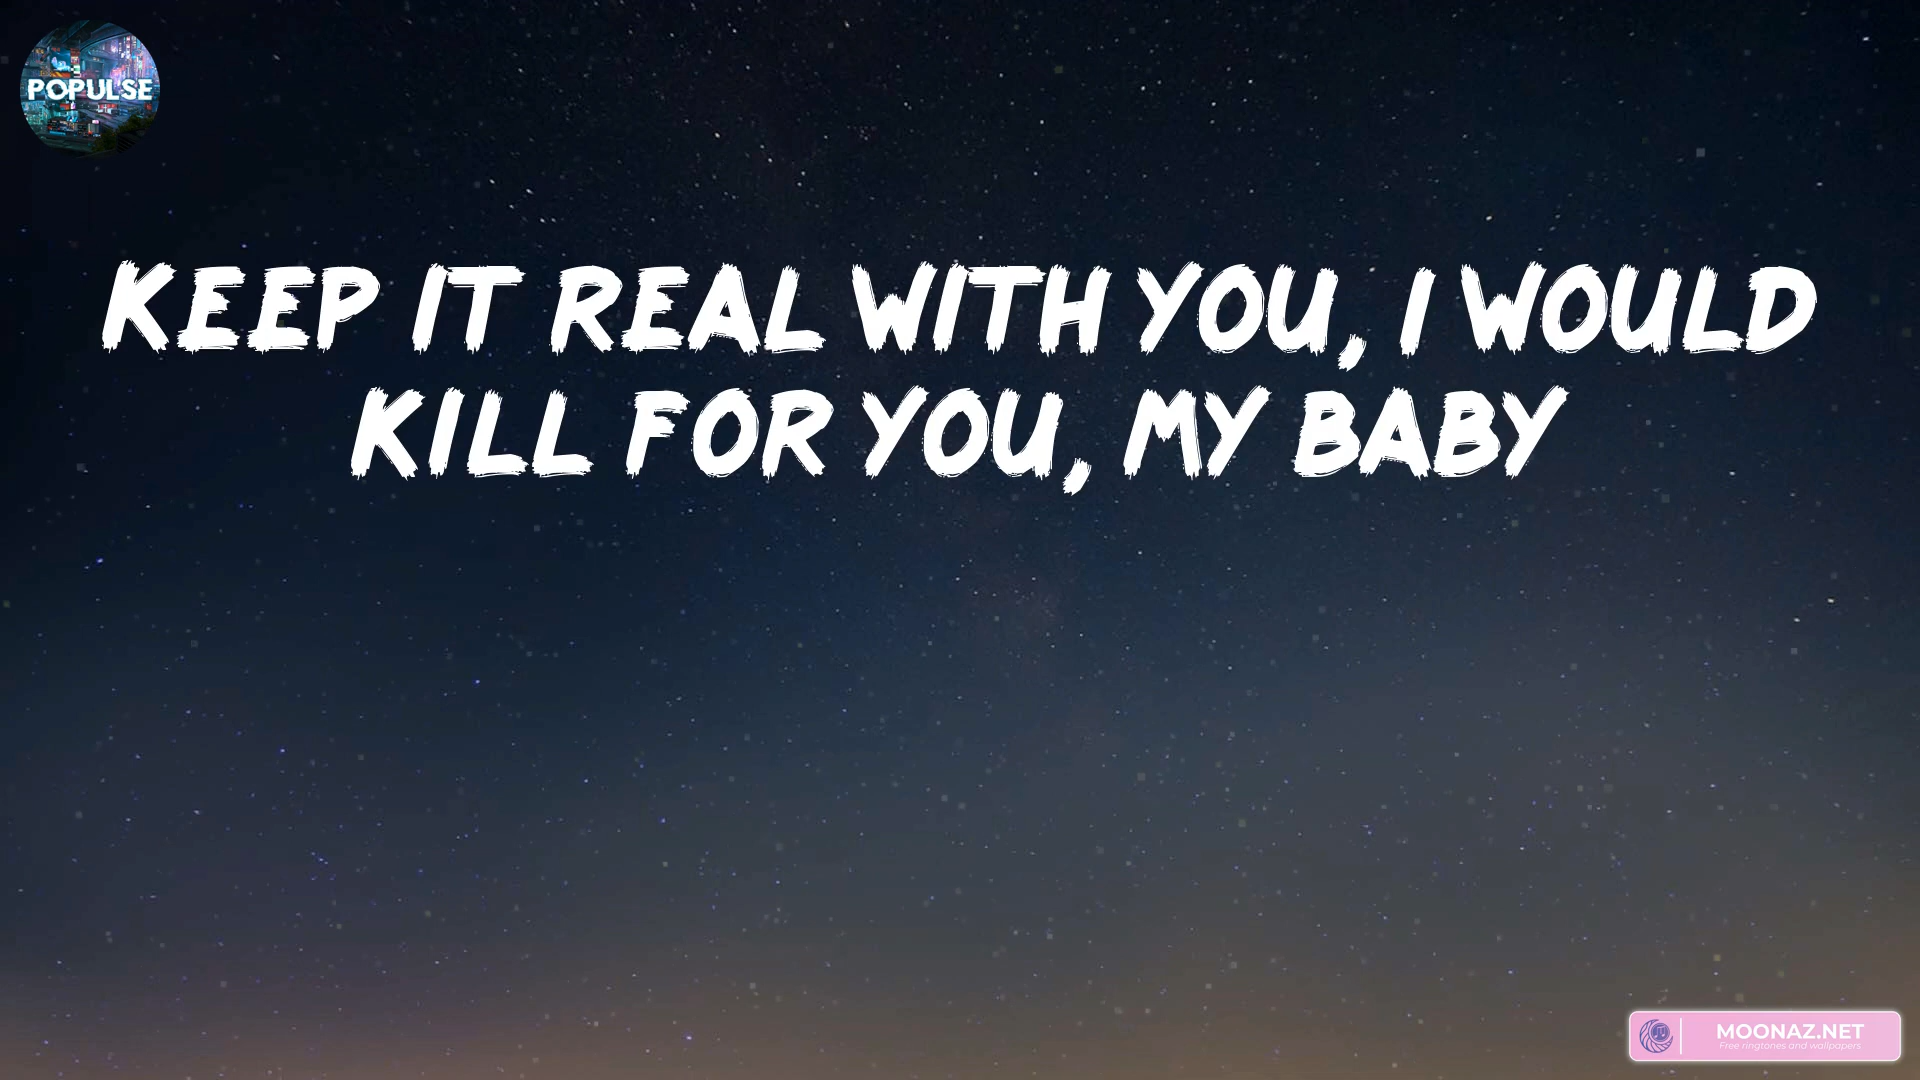 POPULSE
KEEP IT REAL WITH YOU, I WOULD
KILL FOR YOU, MY BABY
MOONAZ.NET
Free ringtones and wallpapers